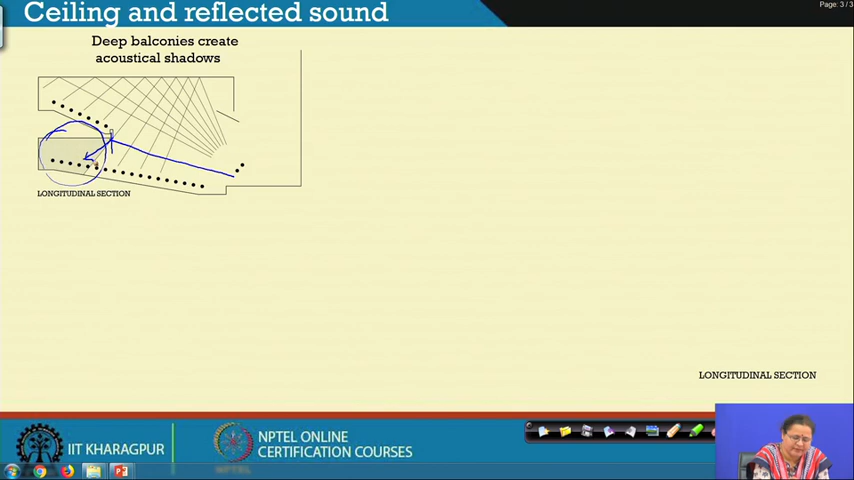 Page: 3 / 3
Ceiling and reflected sound
Deep balconies create
acoustical shadows
LONGITUDINAL SECTION
LONGITUDINAL SECTION
IIT KHARAGPUR
NPTEL
NPTEL ONLINE
CERTIFICATION COURSES